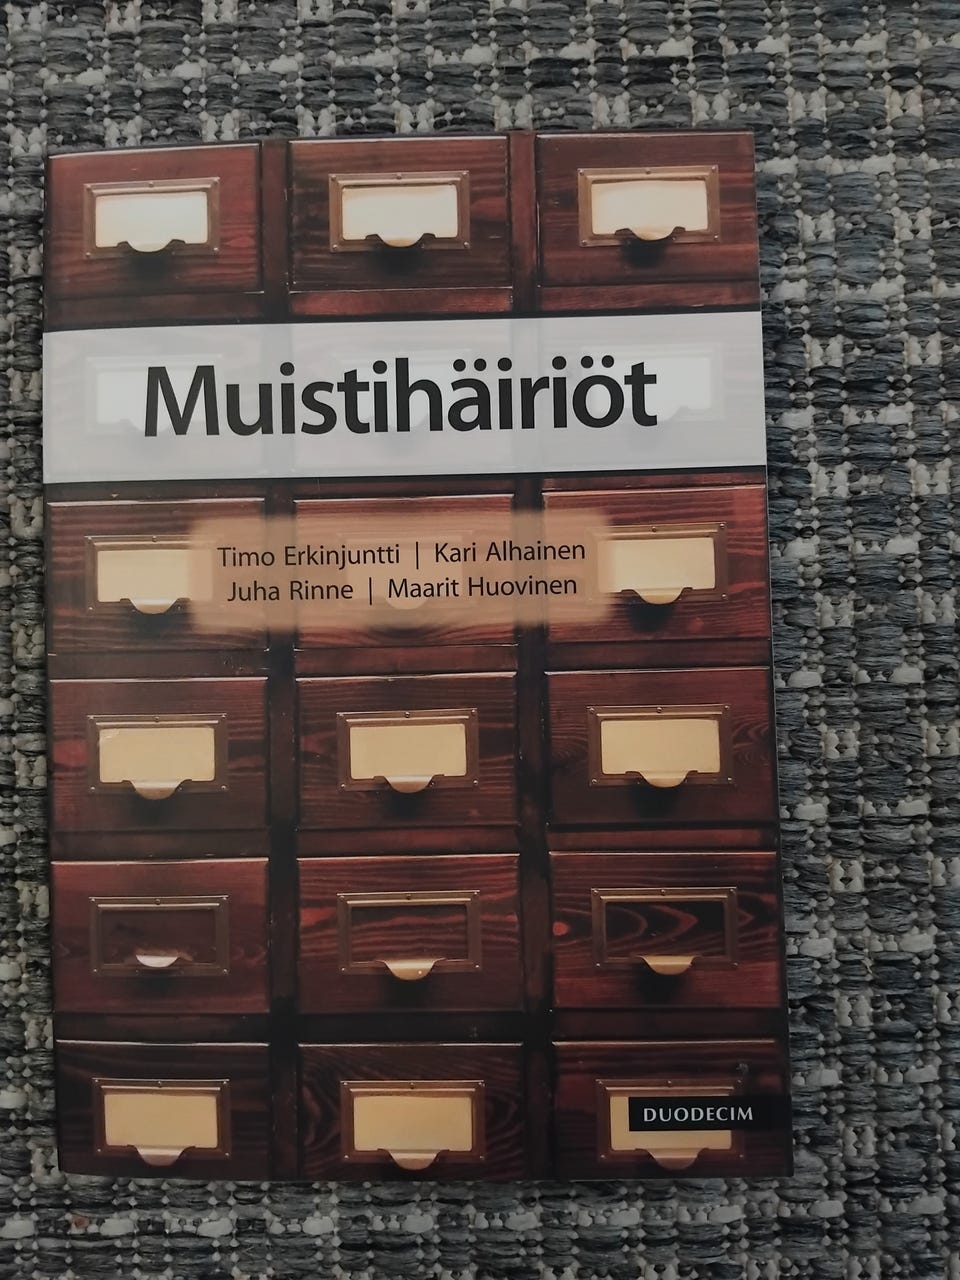 Muistihäiriöt
Timo Erkinjuntti | Kari Alhainen
Juha Rinne | Maarit Huovinen
DUODECIM